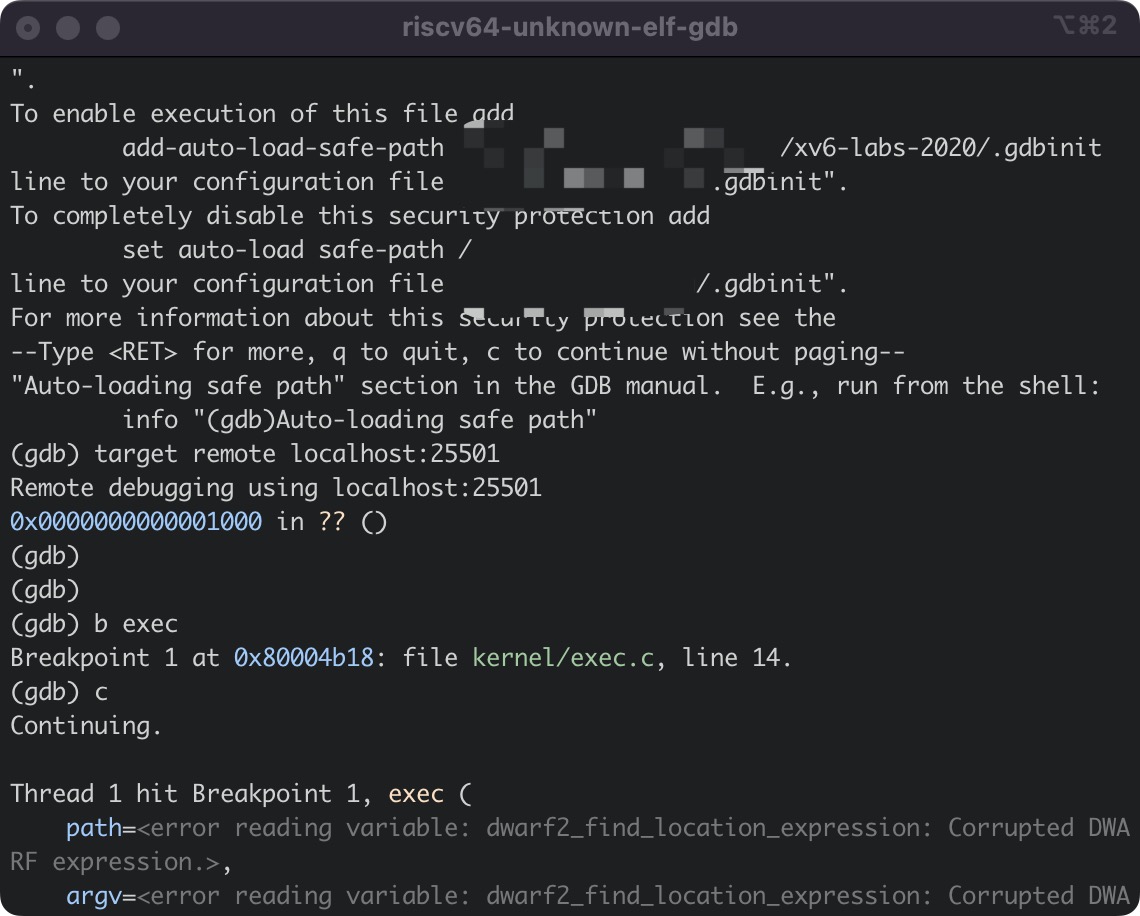 riscv64-unknown-elf-gdb ⌥⌘2
".
To enable execution of this file add
        add-auto-load-safe-path /xv6-labs-2020/.gdbinit
line to your configuration file .gdbinit".
To completely disable this security protection add
        set auto-load safe-path /
line to your configuration file /.gdbinit".
For more information about this security protection see the
--Type <RET> for more, q to quit, c to continue without paging--
"Auto-loading safe path" section in the GDB manual.  E.g., run from the shell:
        info "(gdb)Auto-loading safe path"
(gdb) target remote localhost:25501
Remote debugging using localhost:25501
0x0000000000001000 in ?? ()
(gdb)
(gdb)
(gdb) b exec
Breakpoint 1 at 0x80004b18: file kernel/exec.c, line 14.
(gdb) c
Continuing.

Thread 1 hit Breakpoint 1, exec (
    path=<error reading variable: dwarf2_find_location_expression: Corrupted DWA
RF expression.>,
    argv=<error reading variable: dwarf2_find_location_expression: Corrupted DWA